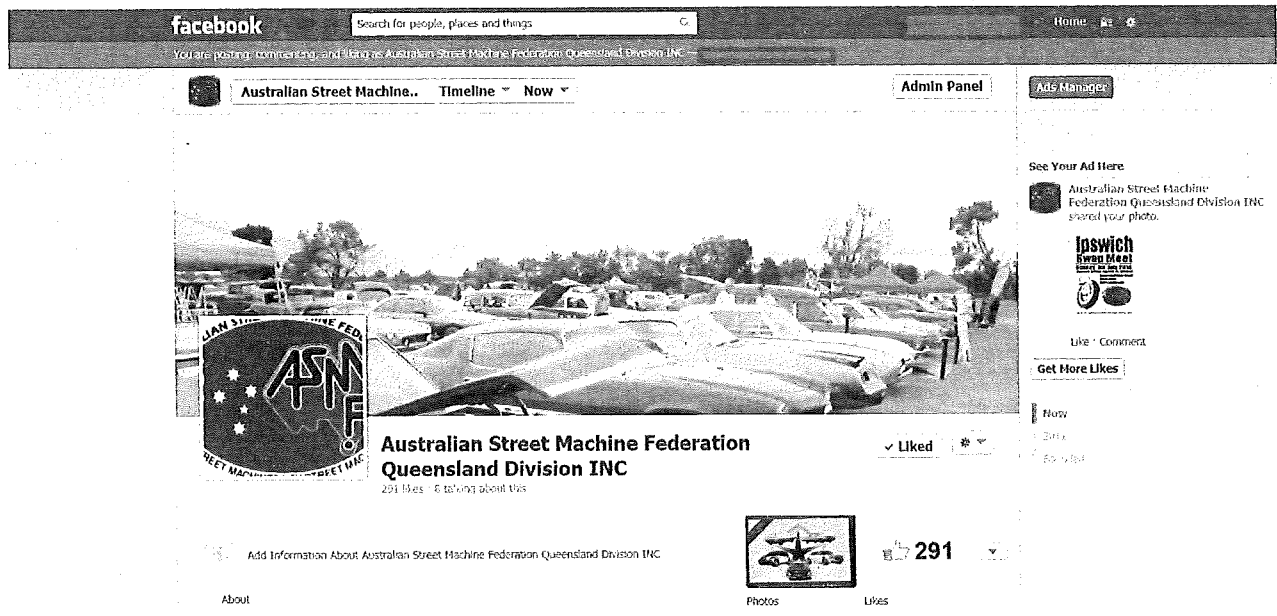 facebook
Search for people, places and things
Home
You are posting, commenting, and liking as Australian Street Machine Federation Queensland Division INC
Australian Street Machine.. Timeline Now
Admin Panel
Ads Manager
See Your Ad Here
Australian Street Machine
Federation Queensland Division INC
shared your photo.
Ipswich
Swap Meet
Like · Comment
Get More Likes
Now
ASM
F
Australian Street Machine Federation
Queensland Division INC
291 likes · 8 talking about this
✓ Liked
Add Information About Australian Street Machine Federation Queensland Division INC
291
About
Photos
Likes